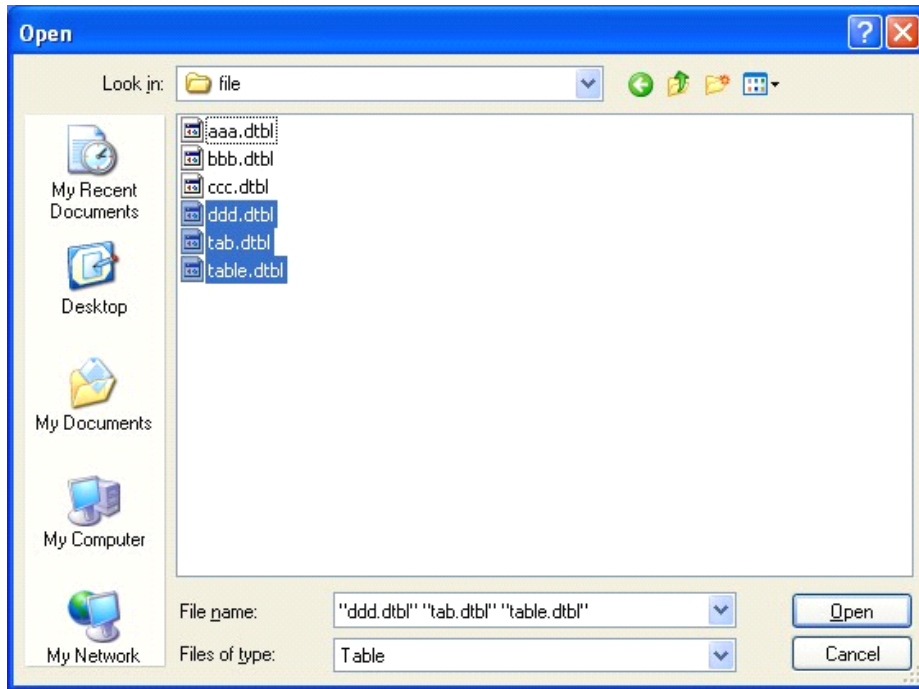 Open
Look in: file
aaa.dtbl
bbb.dtbl
ccc.dtbl
ddd.dtbl
tab.dtbl
table.dtbl
My Recent
Documents
Desktop
My Documents
My Computer
My Network
File name: "ddd.dtbl" "tab.dtbl" "table.dtbl" Open
Files of type: Table Cancel